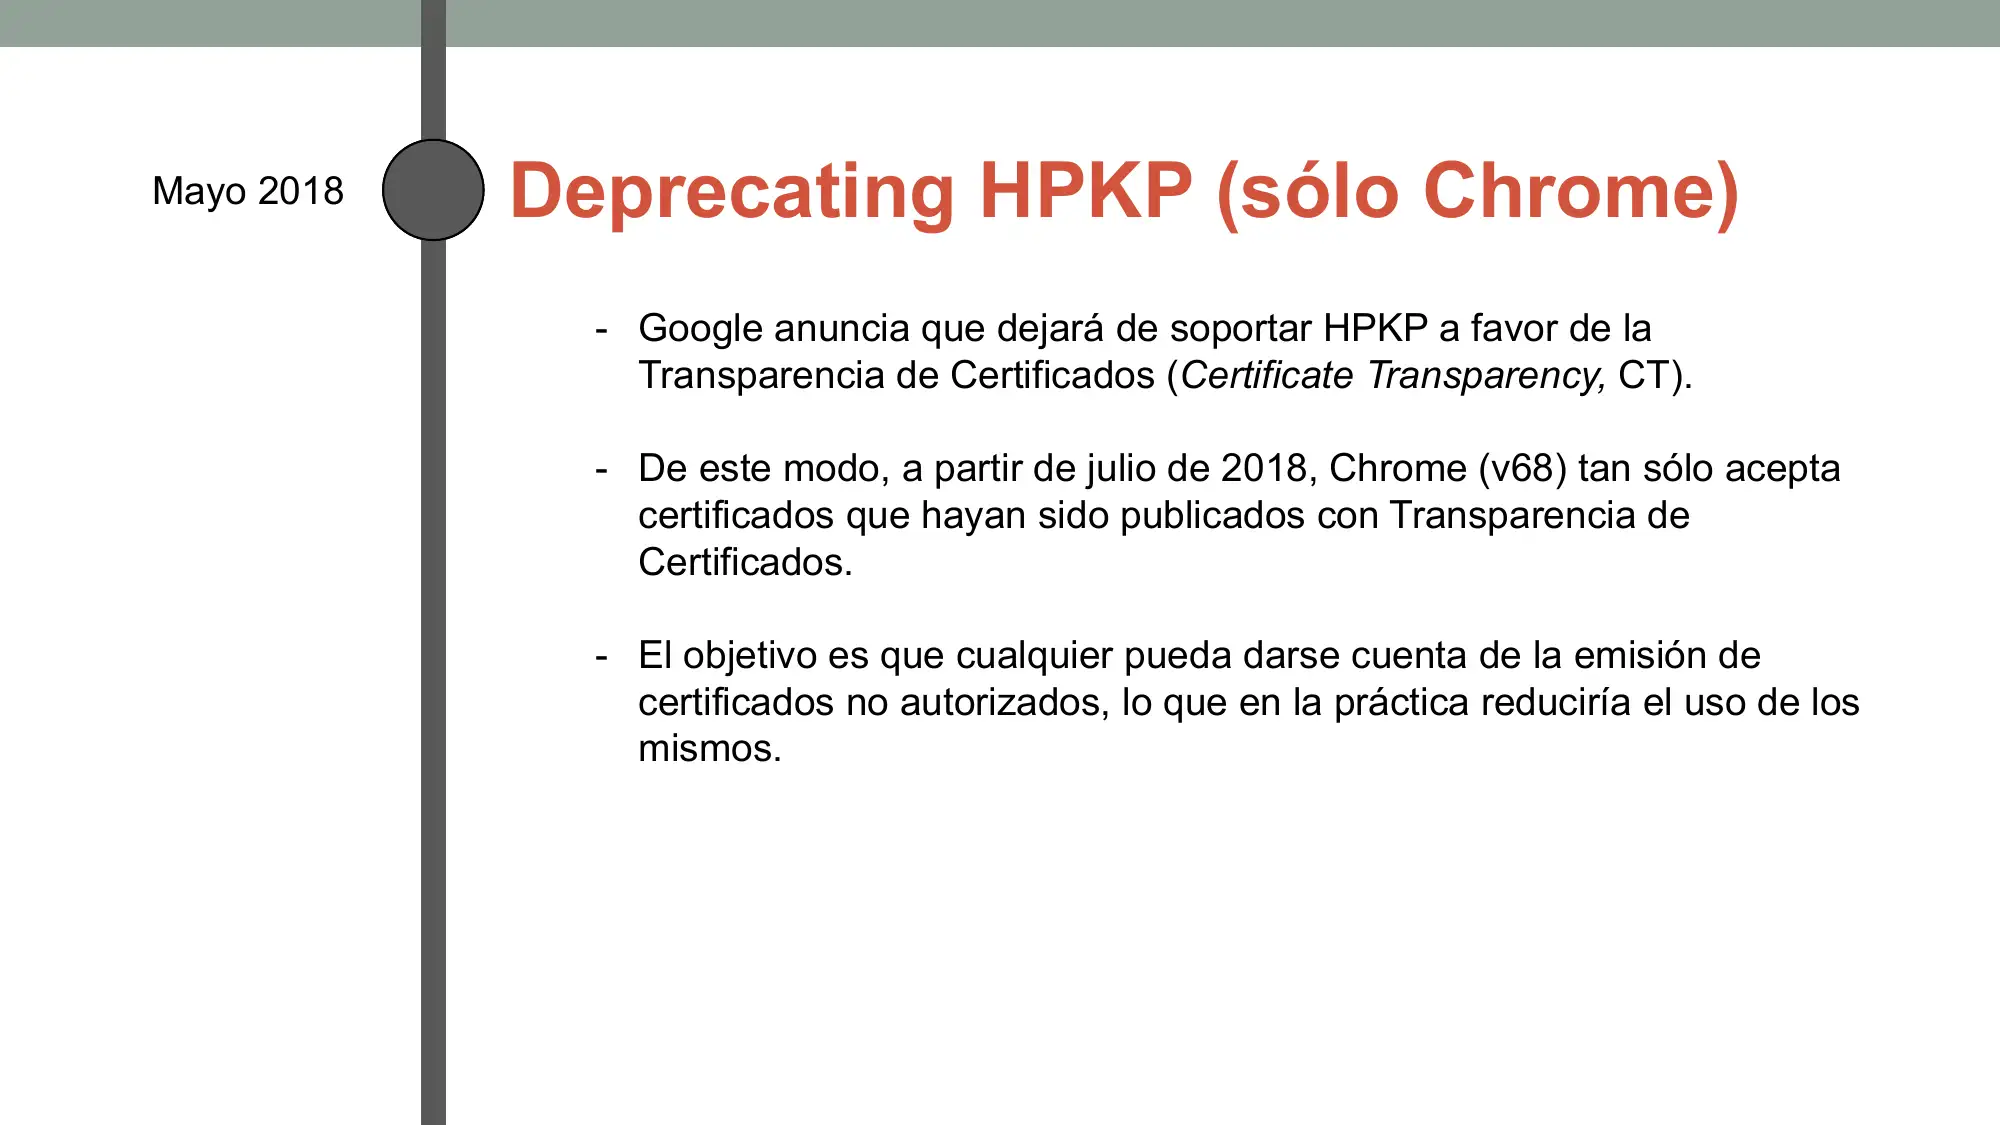 Mayo 2018
Deprecating HPKP (sólo Chrome)
- Google anuncia que dejará de soportar HPKP a favor de la
Transparencia de Certificados (Certificate Transparency, CT).
- De este modo, a partir de julio de 2018, Chrome (v68) tan sólo acepta
certificados que hayan sido publicados con Transparencia de
Certificados.
- El objetivo es que cualquier pueda darse cuenta de la emisión de
certificados no autorizados, lo que en la práctica reduciría el uso de los
mismos.